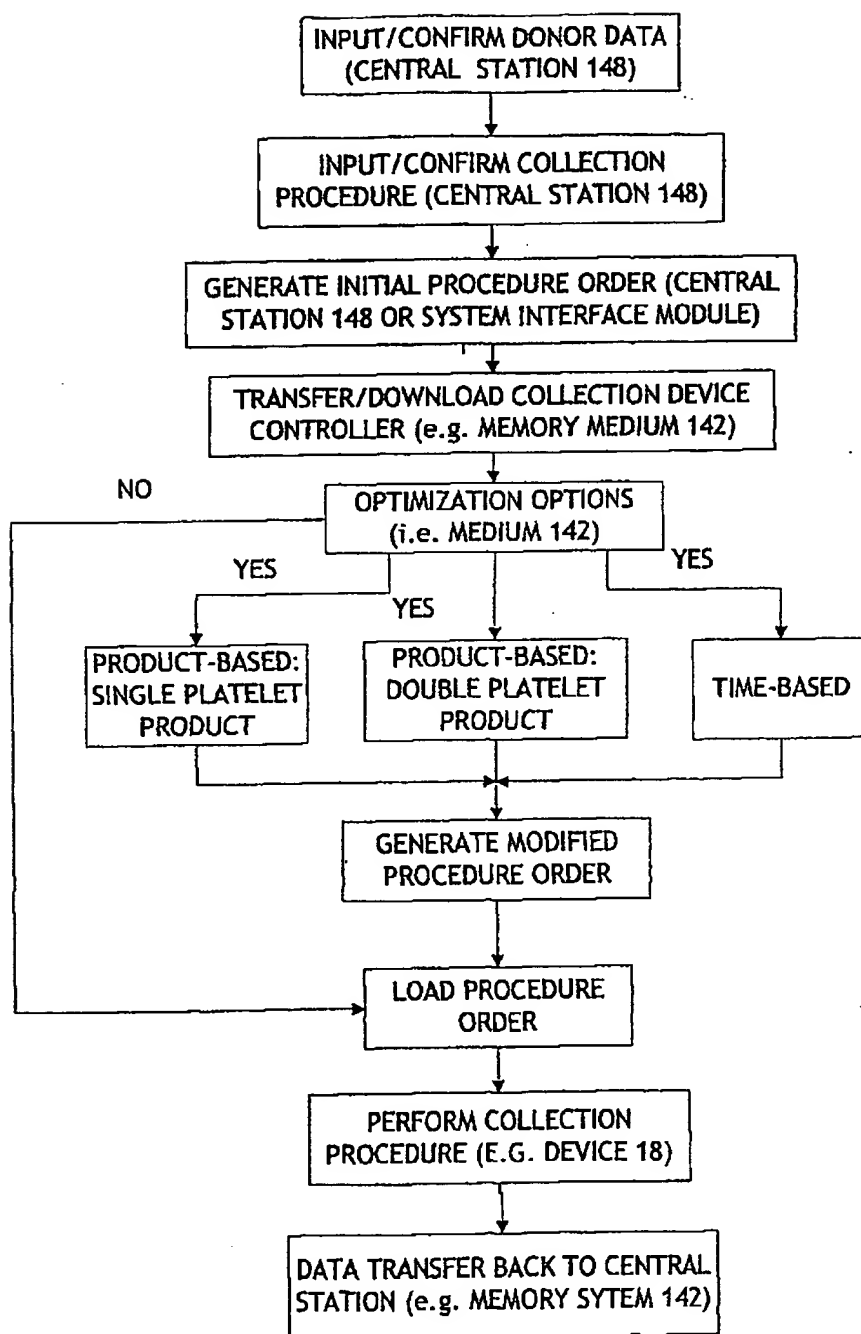 INPUT/CONFIRM DONOR DATA
(CENTRAL STATION 148)
INPUT/CONFIRM COLLECTION
PROCEDURE (CENTRAL STATION 148)
GENERATE INITIAL PROCEDURE ORDER (CENTRAL
STATION 148 OR SYSTEM INTERFACE MODULE)
TRANSFER/DOWNLOAD COLLECTION DEVICE
CONTROLLER (e.g. MEMORY MEDIUM 142)
NO
OPTIMIZATION OPTIONS
(i.e. MEDIUM 142)
YES
YES
YES
PRODUCT-BASED:
SINGLE PLATELET
PRODUCT
PRODUCT-BASED:
DOUBLE PLATELET
PRODUCT
TIME-BASED
GENERATE MODIFIED
PROCEDURE ORDER
LOAD PROCEDURE
ORDER
PERFORM COLLECTION
PROCEDURE (E.G. DEVICE 18)
DATA TRANSFER BACK TO CENTRAL
STATION (e.g. MEMORY SYTEM 142)